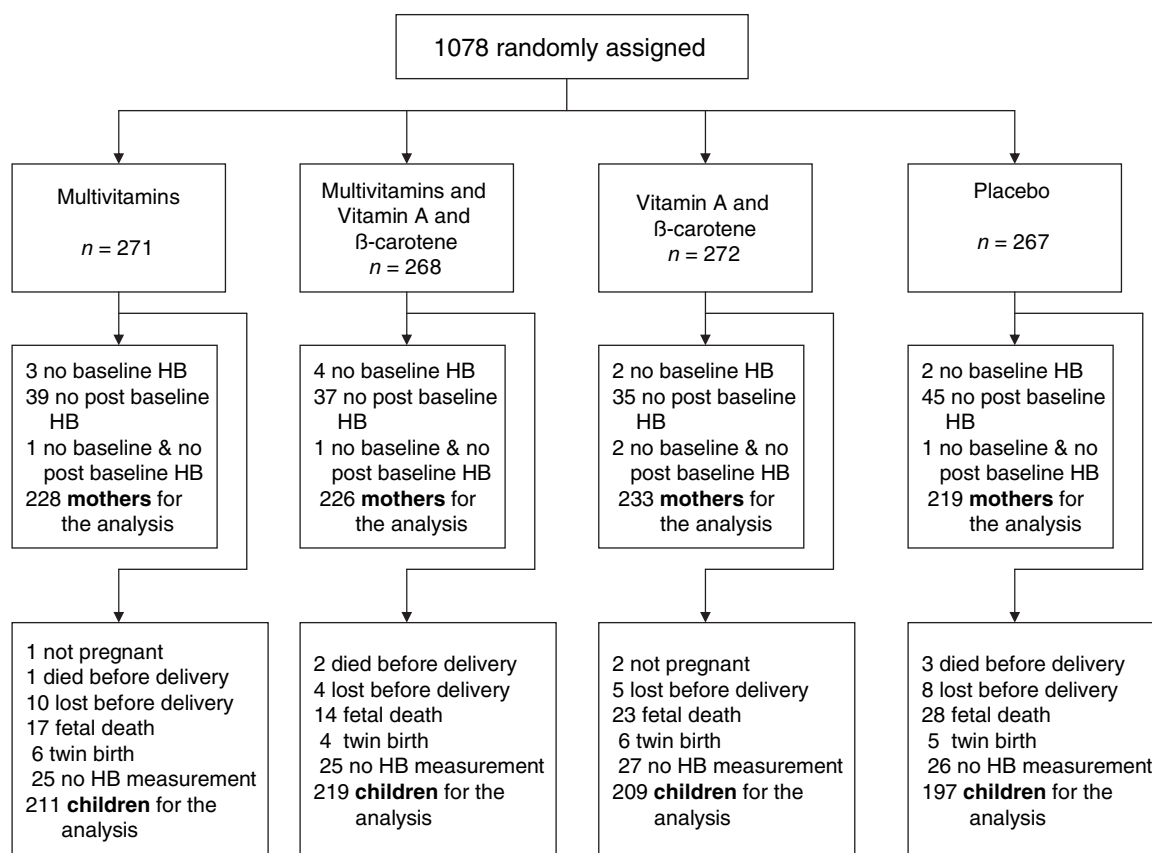 1078 randomly assigned
Multivitamins
n = 271
Multivitamins and
Vitamin A and
ß-carotene
n = 268
Vitamin A and
ß-carotene
n = 272
Placebo
n = 267
3 no baseline HB
39 no post baseline
HB
1 no baseline & no
post baseline HB
228 mothers for
the analysis
4 no baseline HB
37 no post baseline
HB
1 no baseline & no
post baseline HB
226 mothers for
the analysis
2 no baseline HB
35 no post baseline
HB
2 no baseline & no
post baseline HB
233 mothers for
the analysis
2 no baseline HB
45 no post baseline
HB
1 no baseline & no
post baseline HB
219 mothers for
the analysis
1 not pregnant
1 died before delivery
10 lost before delivery
17 fetal death
6 twin birth
25 no HB measurement
211 children for the
analysis
2 died before delivery
4 lost before delivery
14 fetal death
4 twin birth
25 no HB measurement
219 children for the
analysis
2 not pregnant
5 lost before delivery
23 fetal death
6 twin birth
27 no HB measurement
209 children for the
analysis
3 died before delivery
8 lost before delivery
28 fetal death
5 twin birth
26 no HB measurement
197 children for the
analysis